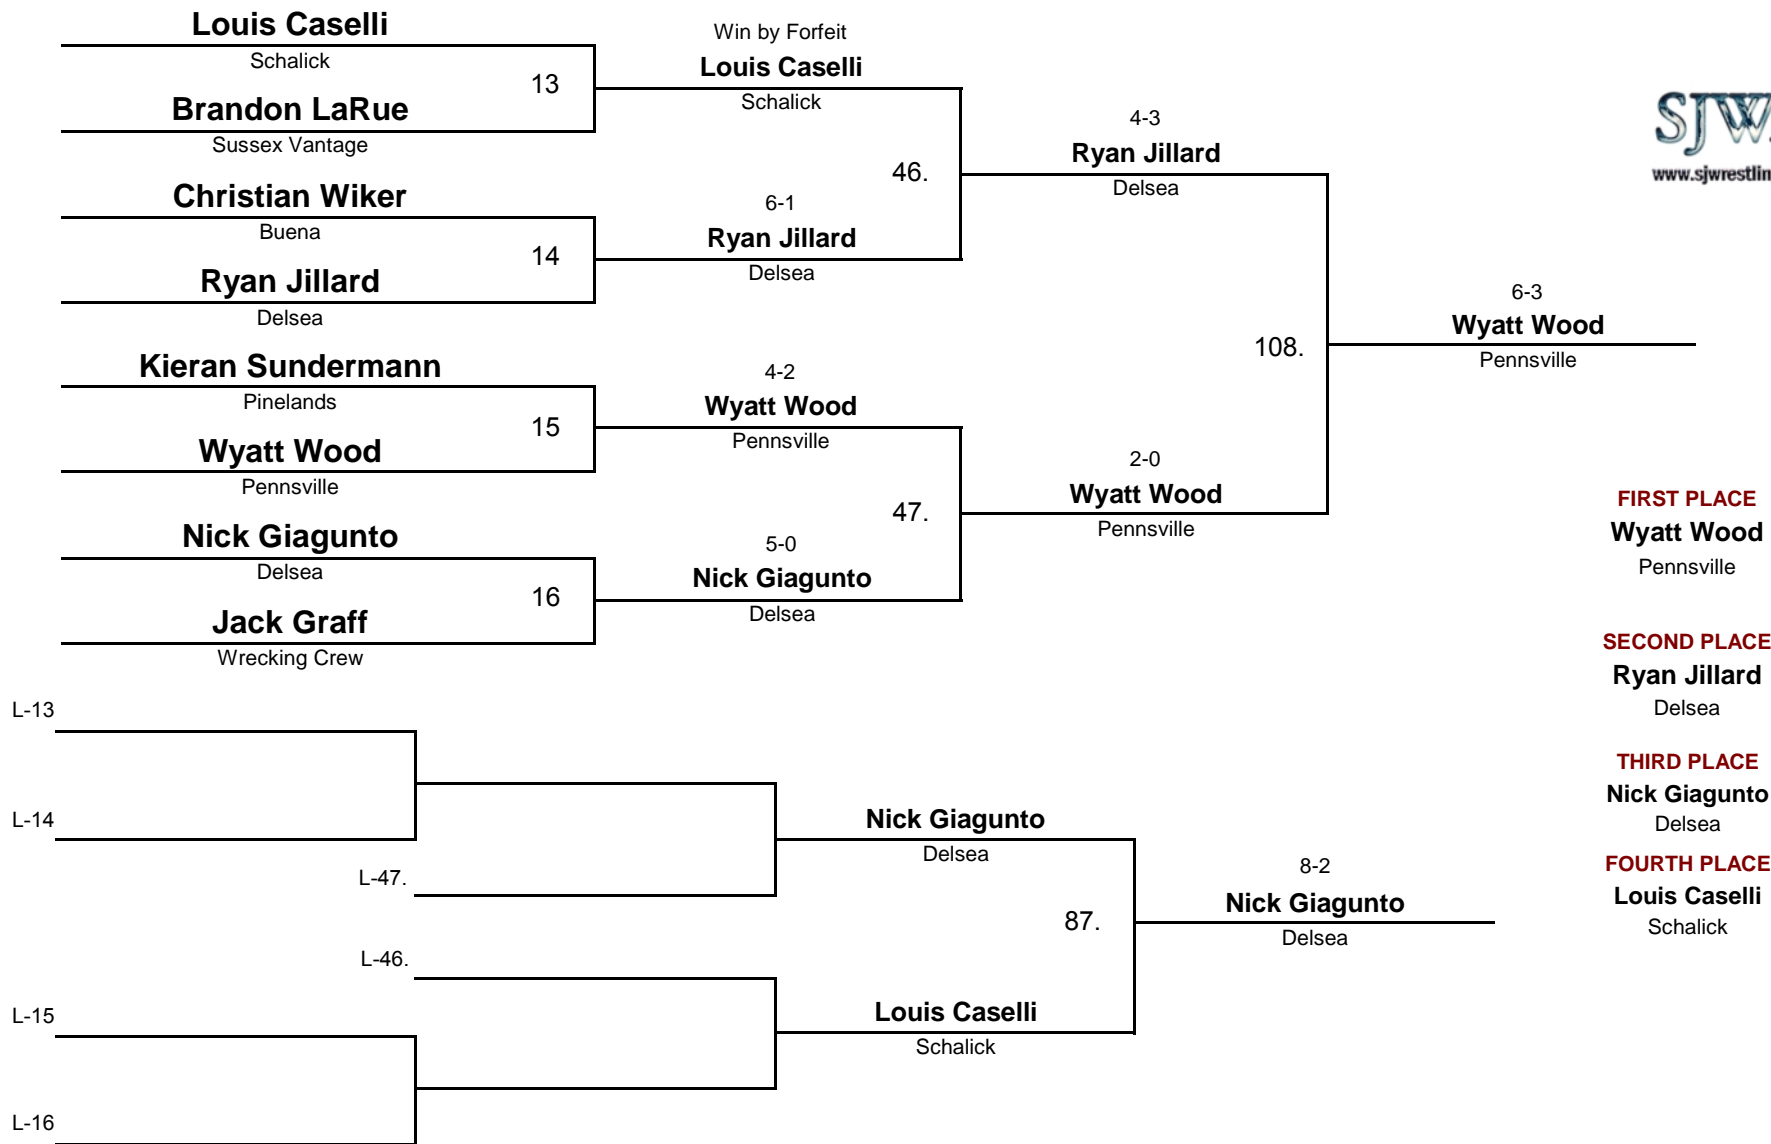 Louis Caselli
Schalick
13
Brandon LaRue
Sussex Vantage
Christian Wiker
Buena
14
Ryan Jillard
Delsea
Kieran Sundermann
Pinelands
15
Wyatt Wood
Pennsville
Nick Giagunto
Delsea
16
Jack Graff
Wrecking Crew
Win by Forfeit
Louis Caselli
Schalick
46.
6-1
Ryan Jillard
Delsea
4-2
Wyatt Wood
Pennsville
47.
5-0
Nick Giagunto
Delsea
4-3
Ryan Jillard
Delsea
108.
2-0
Wyatt Wood
Pennsville
6-3
Wyatt Wood
Pennsville
SJW
www.sjwrestlin
FIRST PLACE
Wyatt Wood
Pennsville
SECOND PLACE
Ryan Jillard
Delsea
THIRD PLACE
Nick Giagunto
Delsea
FOURTH PLACE
Louis Caselli
Schalick
L-13
L-14
L-47.
L-46.
L-15
L-16
Nick Giagunto
Delsea
87.
Louis Caselli
Schalick
8-2
Nick Giagunto
Delsea